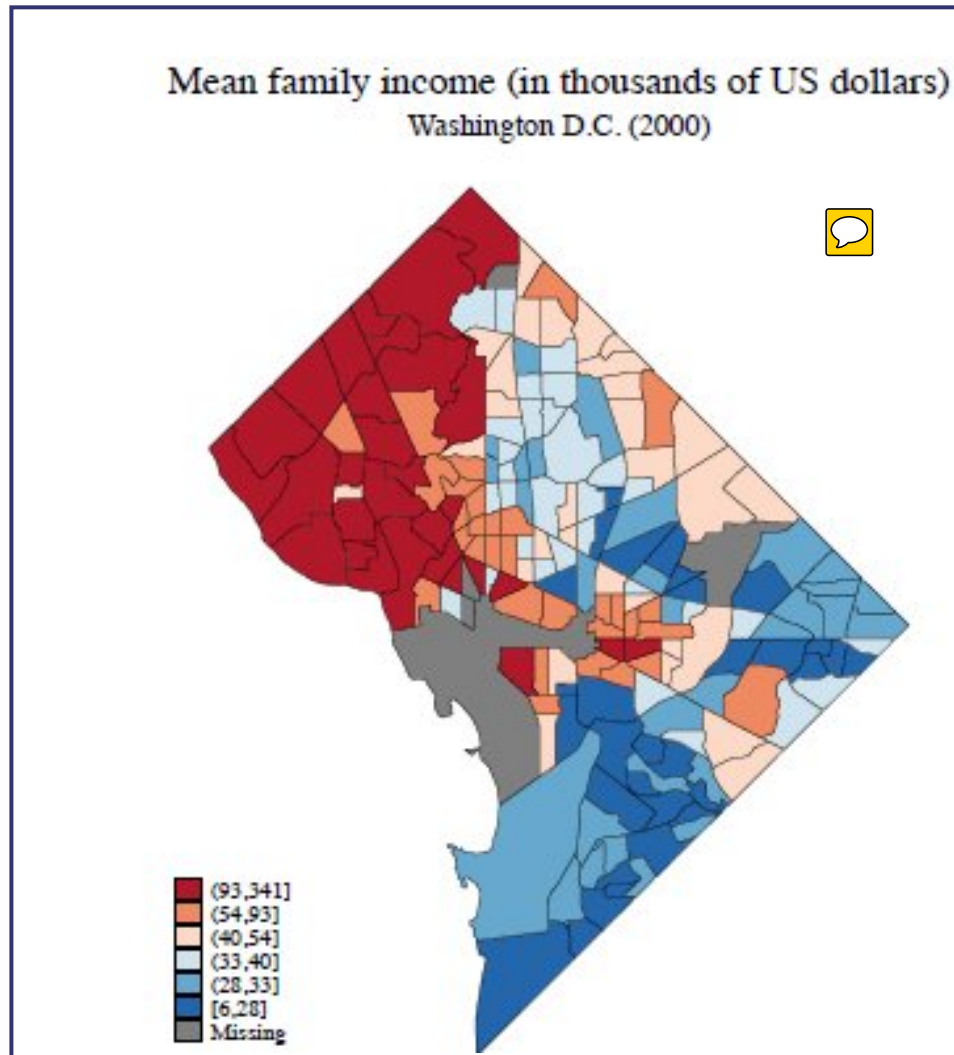 Mean family income (in thousands of US dollars)
Washington D.C. (2000)
(93,341]
(54,93]
(40,54]
(33,40]
(28,33]
[6,28]
Missing